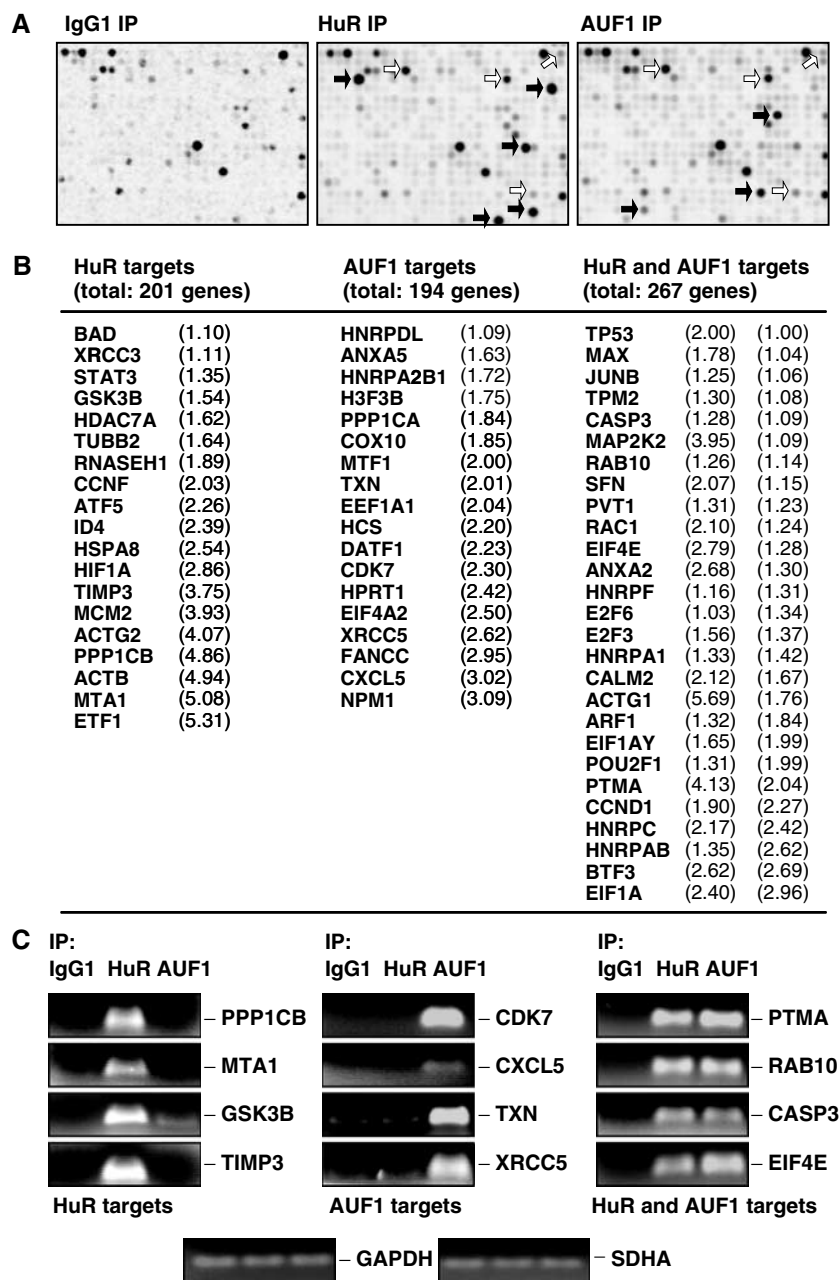 A
IgG1 IP HuR IP AUF1 IP
B
HuR targets AUF1 targets HuR and AUF1 targets
(total: 201 genes) (total: 194 genes) (total: 267 genes)
BAD (1.10) HNRPDL (1.09) TP53 (2.00) (1.00)
XRCC3 (1.11) ANXA5 (1.63) MAX (1.78) (1.04)
STAT3 (1.35) HNRPA2B1 (1.72) JUNB (1.25) (1.06)
GSK3B (1.54) H3F3B (1.75) TPM2 (1.30) (1.08)
HDAC7A (1.62) PPP1CA (1.84) CASP3 (1.28) (1.09)
TUBB2 (1.64) COX10 (1.85) MAP2K2 (3.95) (1.09)
RNASEH1 (1.89) MTF1 (2.00) RAB10 (1.26) (1.14)
CCNF (2.03) TXN (2.01) SFN (2.07) (1.15)
ATF5 (2.26) EEF1A1 (2.04) PVT1 (1.31) (1.23)
ID4 (2.39) HCS (2.20) RAC1 (2.10) (1.24)
HSPA8 (2.54) DATF1 (2.23) EIF4E (2.79) (1.28)
HIF1A (2.86) CDK7 (2.30) ANXA2 (2.68) (1.30)
TIMP3 (3.75) HPRT1 (2.42) HNRPF (1.16) (1.31)
MCM2 (3.93) EIF4A2 (2.50) E2F6 (1.03) (1.34)
ACTG2 (4.07) XRCC5 (2.62) E2F3 (1.56) (1.37)
PPP1CB (4.86) FANCC (2.95) HNRPA1 (1.33) (1.42)
ACTB (4.94) CXCL5 (3.02) CALM2 (2.12) (1.67)
MTA1 (5.08) NPM1 (3.09) ACTG1 (5.69) (1.76)
ETF1 (5.31) ARF1 (1.32) (1.84)
EIF1AY (1.65) (1.99)
POU2F1 (1.31) (1.99)
PTMA (4.13) (2.04)
CCND1 (1.90) (2.27)
HNRPC (2.17) (2.42)
HNRPAB (1.35) (2.62)
BTF3 (2.62) (2.69)
EIF1A (2.40) (2.96)
C
IP: IP: IP:
IgG1 HuR AUF1 IgG1 HuR AUF1 IgG1 HuR AUF1
– PPP1CB – CDK7 – PTMA
– MTA1 – CXCL5 – RAB10
– GSK3B – TXN – CASP3
– TIMP3 – XRCC5 – EIF4E
HuR targets AUF1 targets HuR and AUF1 targets
– GAPDH – SDHA